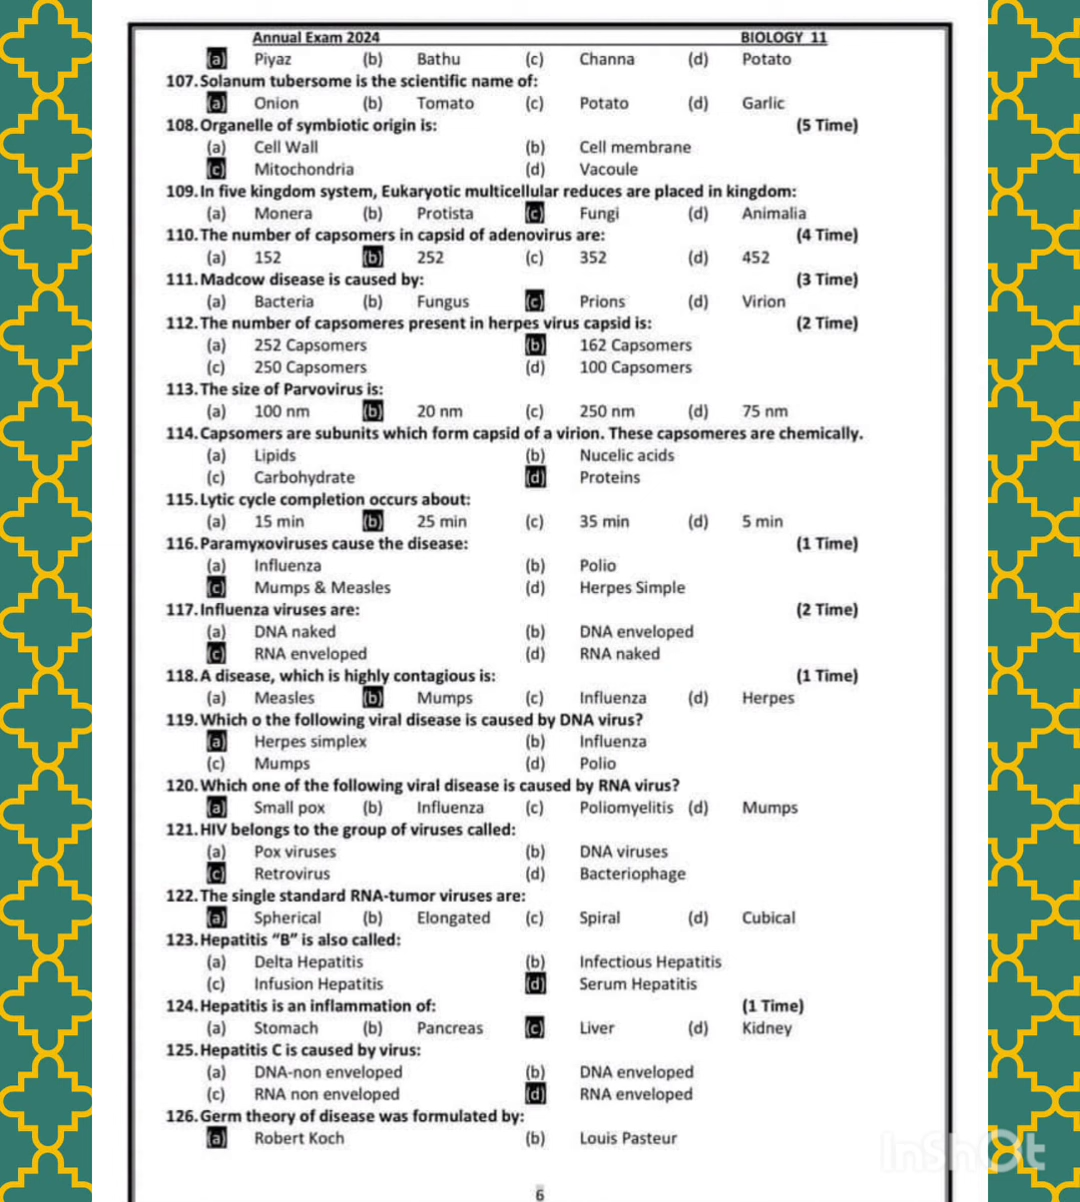 Annual Exam 2024 BIOLOGY 11
(a) Piyaz (b) Bathu (c) Channa (d) Potato
107. Solanum tubersome is the scientific name of:
(a) Onion (b) Tomato (c) Potato (d) Garlic
108. Organelle of symbiotic origin is: (5 Time)
(a) Cell Wall (b) Cell membrane
(c) Mitochondria (d) Vacoule
109. In five kingdom system, Eukaryotic multicellular reduces are placed in kingdom:
(a) Monera (b) Protista (c) Fungi (d) Animalia
110. The number of capsomers in capsid of adenovirus are: (4 Time)
(a) 152 (b) 252 (c) 352 (d) 452
111. Madcow disease is caused by: (3 Time)
(a) Bacteria (b) Fungus (c) Prions (d) Virion
112. The number of capsomeres present in herpes virus capsid is: (2 Time)
(a) 252 Capsomers (b) 162 Capsomers
(c) 250 Capsomers (d) 100 Capsomers
113. The size of Parvovirus is:
(a) 100 nm (b) 20 nm (c) 250 nm (d) 75 nm
114. Capsomers are subunits which form capsid of a virion. These capsomeres are chemically.
(a) Lipids (b) Nucelic acids
(c) Carbohydrate (d) Proteins
115. Lytic cycle completion occurs about:
(a) 15 min (b) 25 min (c) 35 min (d) 5 min
116. Paramyxoviruses cause the disease: (1 Time)
(a) Influenza (b) Polio
(c) Mumps & Measles (d) Herpes Simple
117. Influenza viruses are: (2 Time)
(a) DNA naked (b) DNA enveloped
(c) RNA enveloped (d) RNA naked
118. A disease, which is highly contagious is: (1 Time)
(a) Measles (b) Mumps (c) Influenza (d) Herpes
119. Which o the following viral disease is caused by DNA virus?
(a) Herpes simplex (b) Influenza
(c) Mumps (d) Polio
120. Which one of the following viral disease is caused by RNA virus?
(a) Small pox (b) Influenza (c) Poliomyelitis (d) Mumps
121. HIV belongs to the group of viruses called:
(a) Pox viruses (b) DNA viruses
(c) Retrovirus (d) Bacteriophage
122. The single standard RNA-tumor viruses are:
(a) Spherical (b) Elongated (c) Spiral (d) Cubical
123. Hepatitis "B" is also called:
(a) Delta Hepatitis (b) Infectious Hepatitis
(c) Infusion Hepatitis (d) Serum Hepatitis
124. Hepatitis is an inflammation of: (1 Time)
(a) Stomach (b) Pancreas (c) Liver (d) Kidney
125. Hepatitis C is caused by virus:
(a) DNA-non enveloped (b) DNA enveloped
(c) RNA non enveloped (d) RNA enveloped
126. Germ theory of disease was formulated by:
(a) Robert Koch (b) Louis Pasteur
InShOt
6